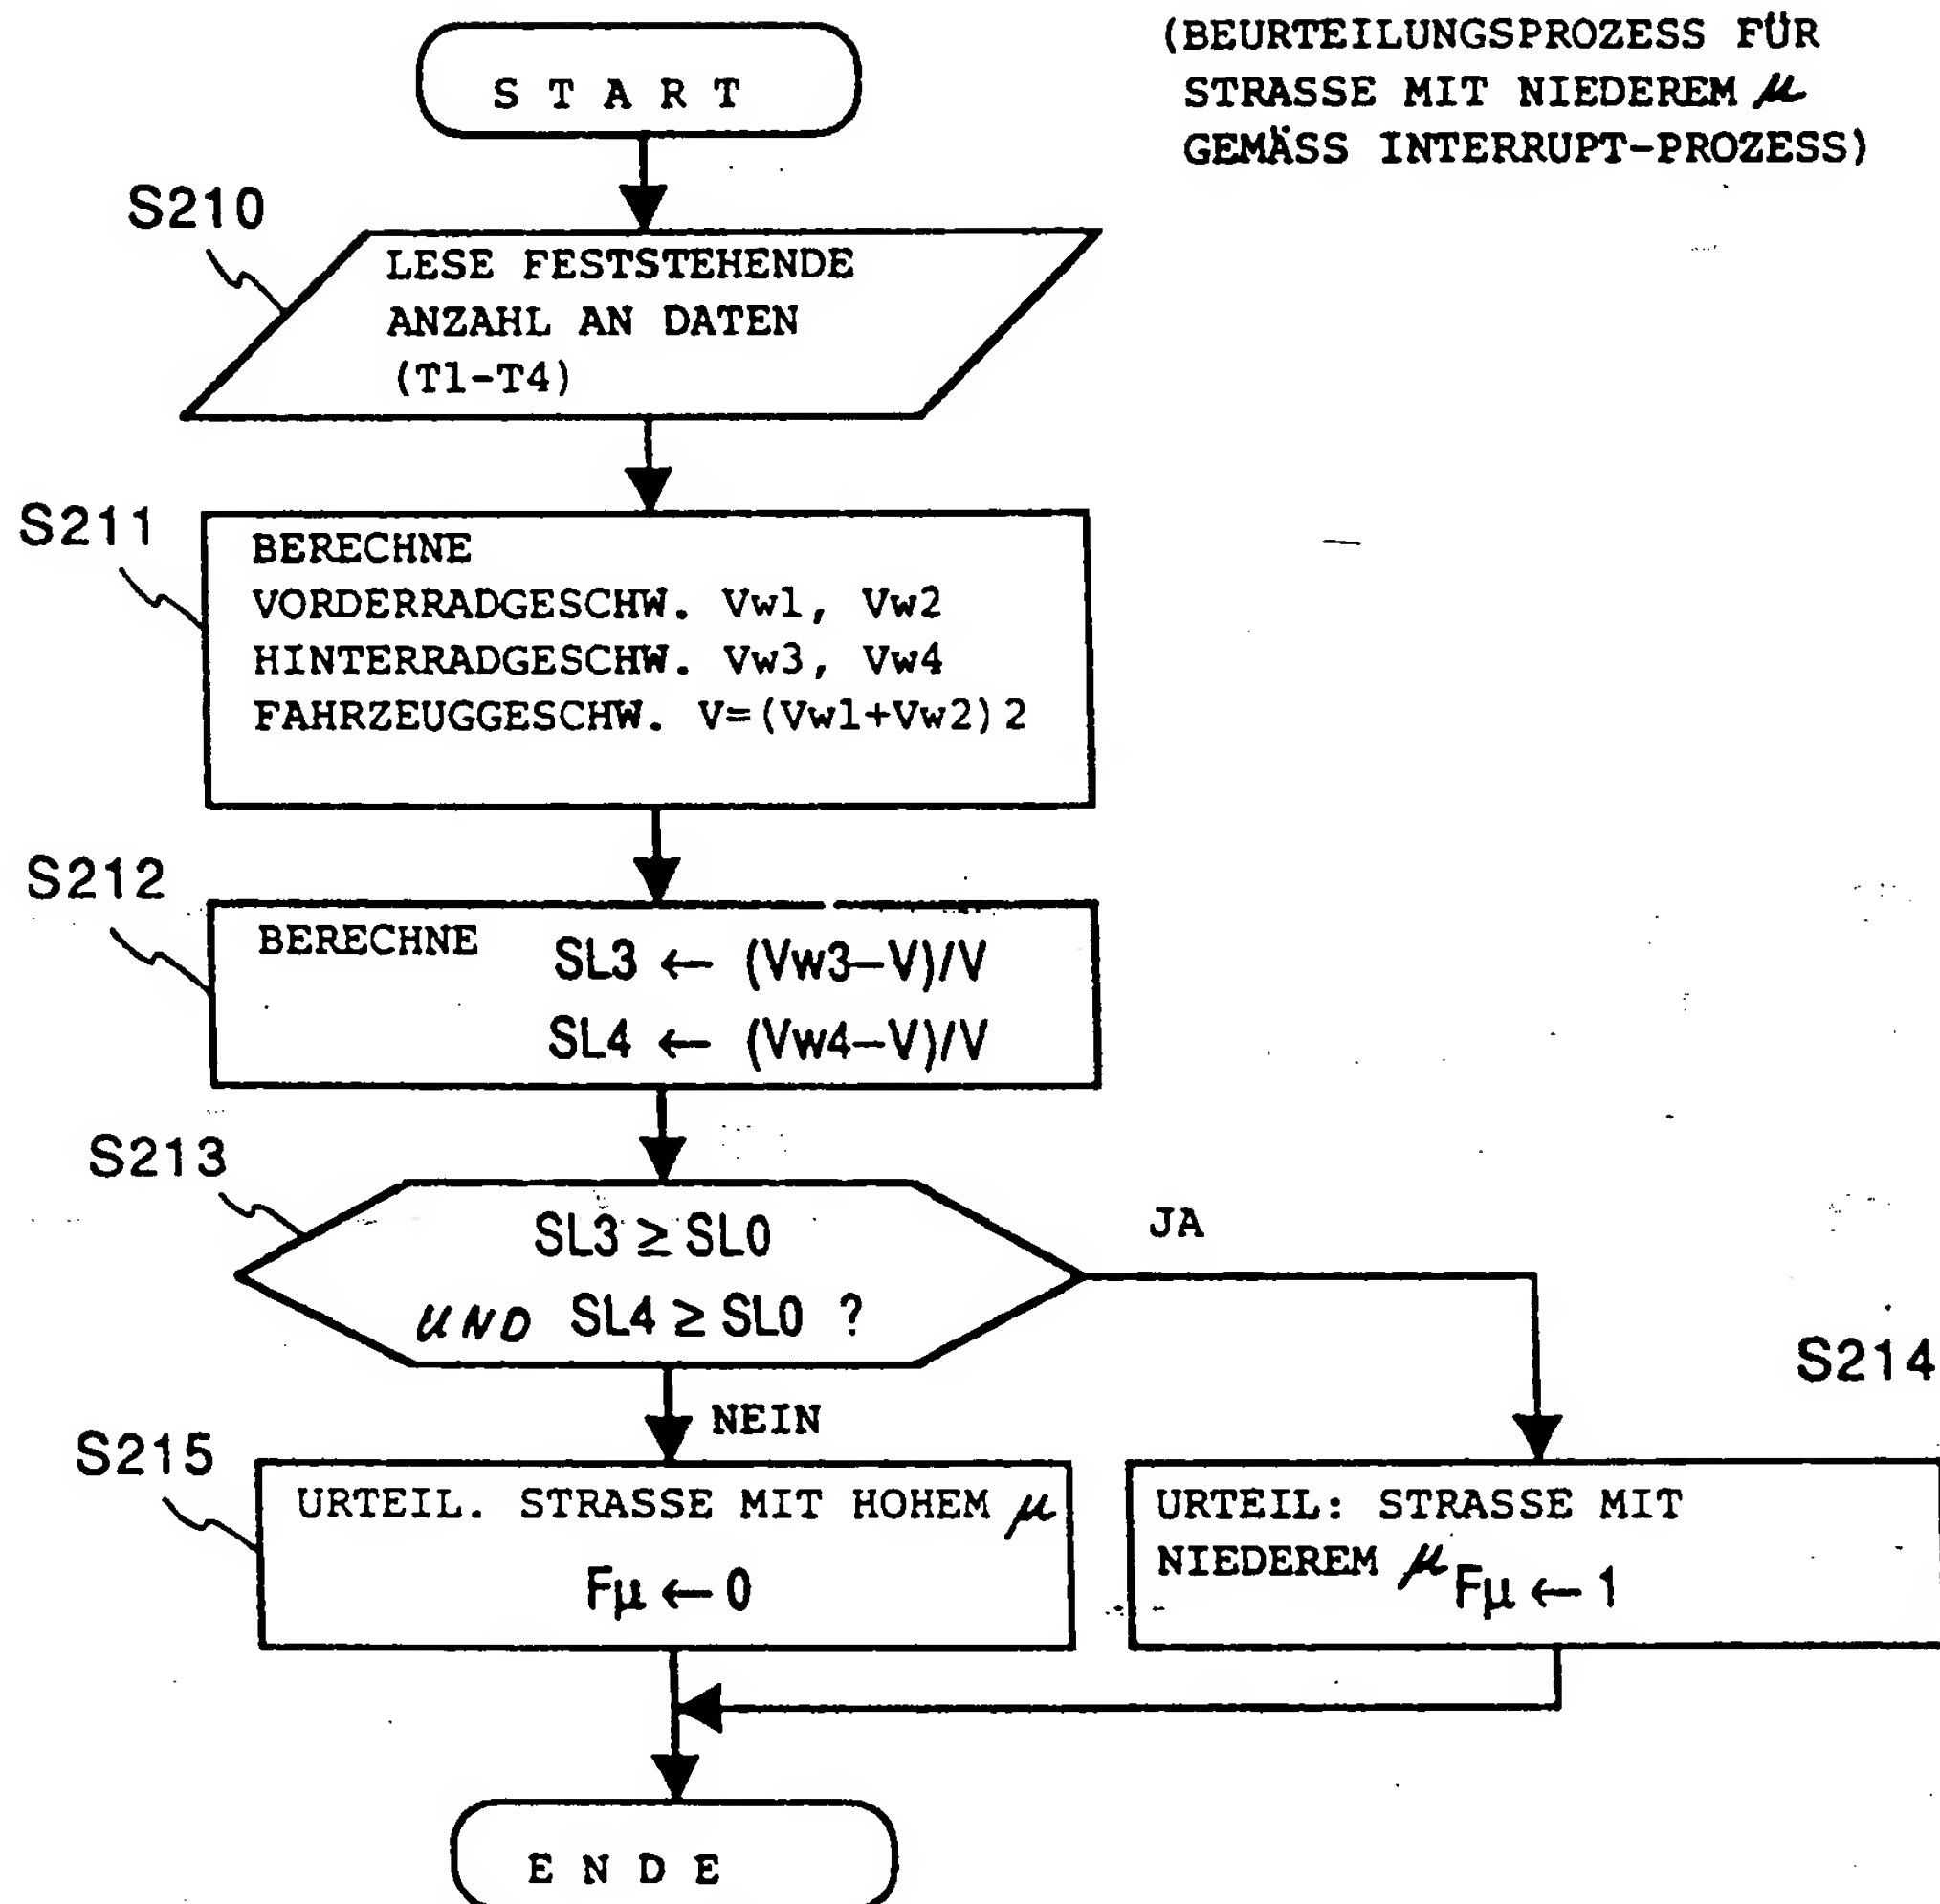 (BEURTEILUNGSPROZESS FÜR
STRASSE MIT NIEDEREM μ
GEMÄSS INTERRUPT-PROZESS)
START
S210
LESE FESTSTEHENDE
ANZAHL AN DATEN
(T1-T4)
S211
BERECHNE
VORDERRADGESCHW. Vw1, Vw2
HINTERRADGESCHW. Vw3, Vw4
FAHRZEUGGESCHW. V=(Vw1+Vw2)2
S212
BERECHNE SL3 ← (Vw3–V)/V
SL4 ← (Vw4–V)/V
S213
SL3 ≥ SL0
UND SL4 ≥ SL0 ?
JA
NEIN
S214
S215
URTEIL. STRASSE MIT HOHEM μ
Fμ ← 0
URTEIL: STRASSE MIT
NIEDEREM μ Fμ ← 1
ENDE